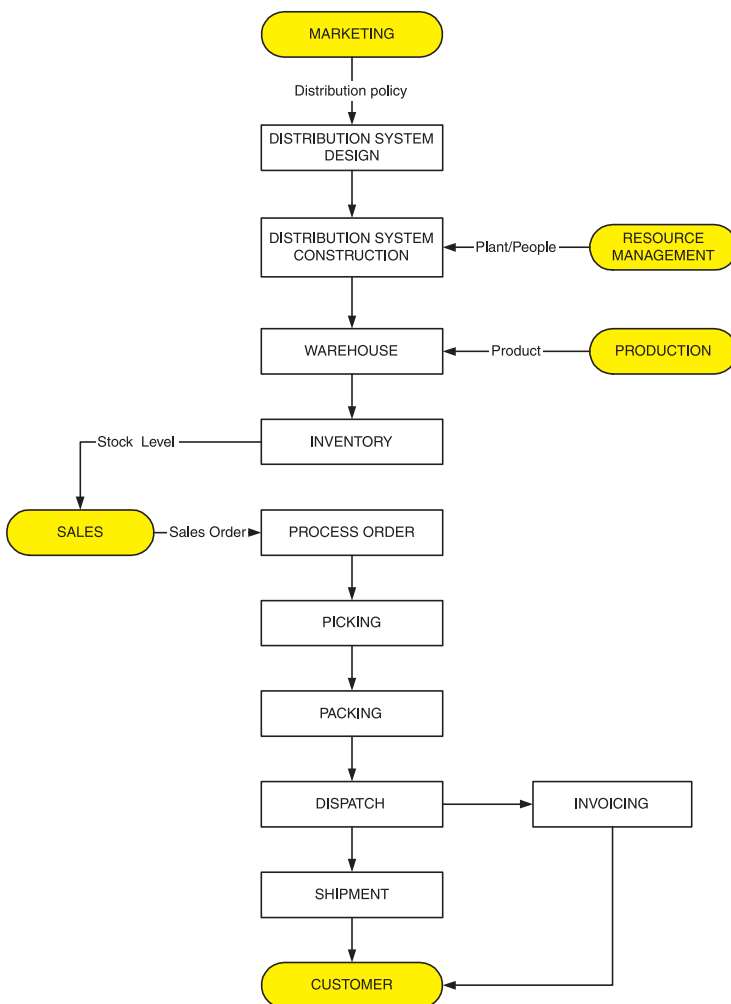 MARKETING
Distribution policy
DISTRIBUTION SYSTEM
DESIGN
DISTRIBUTION SYSTEM
CONSTRUCTION
Plant/People
RESOURCE
MANAGEMENT
WAREHOUSE
Product
PRODUCTION
Stock Level
INVENTORY
SALES
Sales Order
PROCESS ORDER
PICKING
PACKING
DISPATCH
INVOICING
SHIPMENT
CUSTOMER